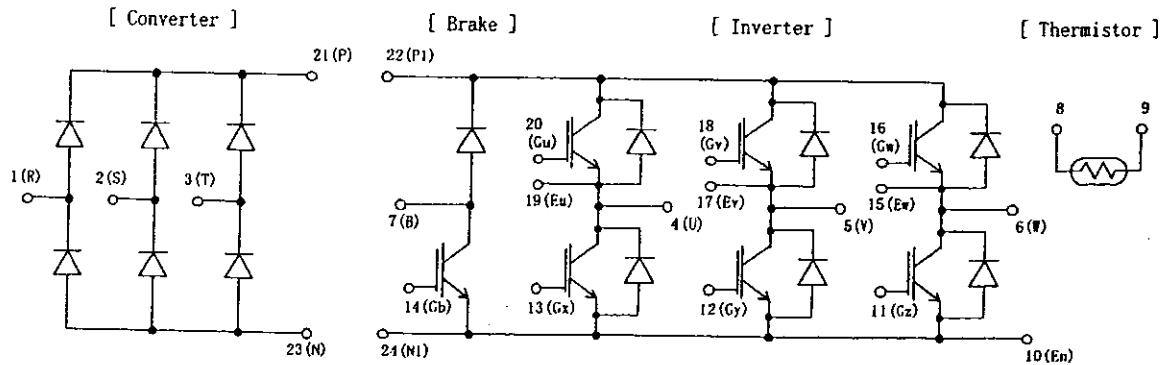 [ Converter ]
[ Brake ]
[ Inverter ]
[ Thermistor ]
21(P)
22(P1)
20
(Gu)
18
(Gv)
16
(Gw)
8
9
1(R)
2(S)
3(T)
19(Eu)
17(Ev)
15(Ew)
7(B)
4(U)
5(V)
6(W)
14(Gb)
13(Gx)
12(Gy)
11(Gz)
23(N)
24(N1)
10(En)